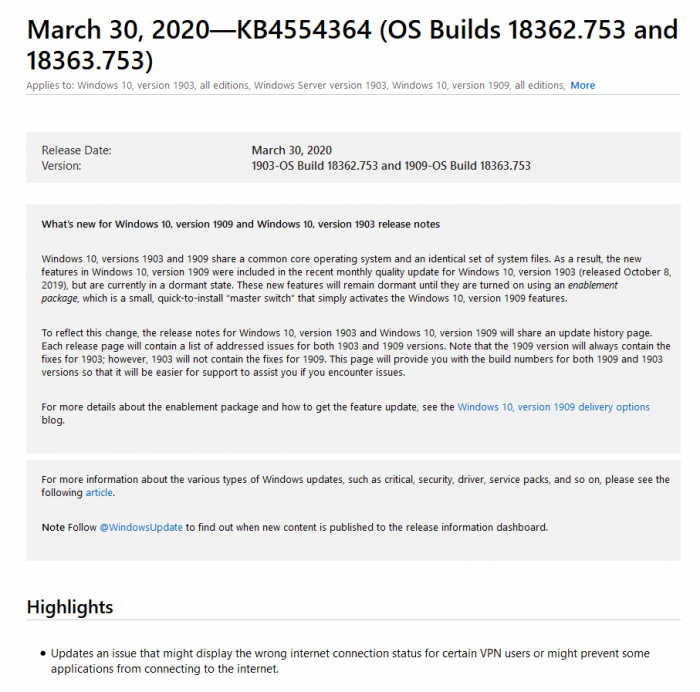 March 30, 2020—KB4554364 (OS Builds 18362.753 and
18363.753)
Applies to: Windows 10, version 1903, all editions, Windows Server version 1903, Windows 10, version 1909, all editions, More
Release Date: March 30, 2020
Version: 1903-OS Build 18362.753 and 1909-OS Build 18363.753
What's new for Windows 10, version 1909 and Windows 10, version 1903 release notes
Windows 10, versions 1903 and 1909 share a common core operating system and an identical set of system files. As a result, the new
features in Windows 10, version 1909 were included in the recent monthly quality update for Windows 10, version 1903 (released October 8,
2019), but are currently in a dormant state. These new features will remain dormant until they are turned on using an enablement
package, which is a small, quick-to-install "master switch" that simply activates the Windows 10, version 1909 features.
To reflect this change, the release notes for Windows 10, version 1903 and Windows 10, version 1909 will share an update history page.
Each release page will contain a list of addressed issues for both 1903 and 1909 versions. Note that the 1909 version will always contain the
fixes for 1903; however, 1903 will not contain the fixes for 1909. This page will provide you with the build numbers for both 1909 and 1903
versions so that it will be easier for support to assist you if you encounter issues.
For more details about the enablement package and how to get the feature update, see the Windows 10, version 1909 delivery options
blog.
For more information about the various types of Windows updates, such as critical, security, driver, service packs, and so on, please see the
following article.
Note Follow @WindowsUpdate to find out when new content is published to the release information dashboard.
Highlights
• Updates an issue that might display the wrong internet connection status for certain VPN users or might prevent some
applications from connecting to the internet.